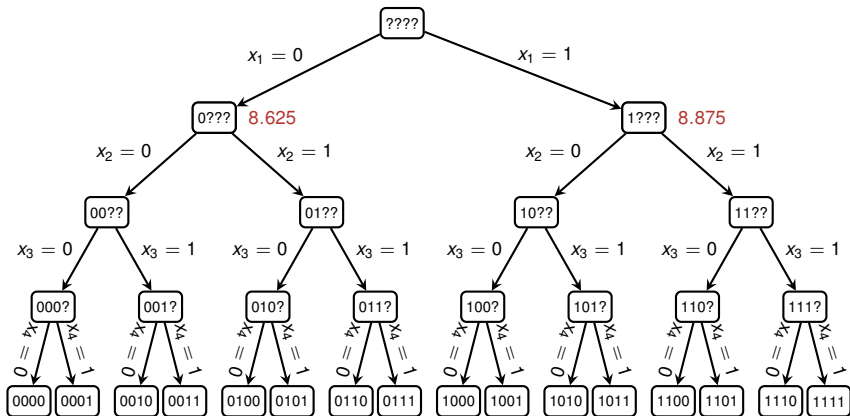 ????
x₁ = 0 x₁ = 1
0??? 8.625 1??? 8.875
x₂ = 0 x₂ = 1 x₂ = 0 x₂ = 1
00?? 01?? 10?? 11??
x₃ = 0 x₃ = 1 x₃ = 0 x₃ = 1 x₃ = 0 x₃ = 1 x₃ = 0 x₃ = 1
000? 001? 010? 011? 100? 101? 110? 111?
x₄ = 0 x₄ = 1 x₄ = 0 x₄ = 1 x₄ = 0 x₄ = 1 x₄ = 0 x₄ = 1 x₄ = 0 x₄ = 1 x₄ = 0 x₄ = 1 x₄ = 0 x₄ = 1 x₄ = 0 x₄ = 1
0000 0001 0010 0011 0100 0101 0110 0111 1000 1001 1010 1011 1100 1101 1110 1111